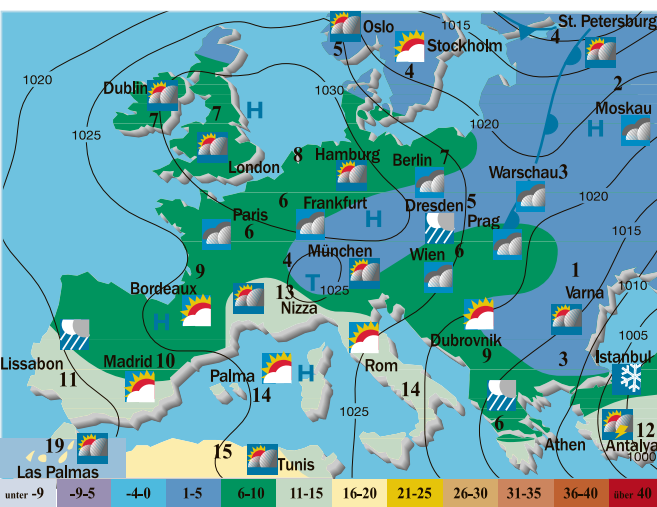 1015
St. Petersburg
Oslo
4
Stockholm
5
4
1020
2
Dublin
1030
Moskau
7
7
H
1025
1020
H
London
8
Hamburg
Berlin
7
Warschau 3
6
Frankfurt
Dresden
5
1020
Paris
6
H
Prag
1015
München
Wien
6
4
T
1025
9
1
1010
Bordeaux
13
Nizza
Varna
H
1005
Dubrovnik
Lissabon
Madrid 10
Rom
9
3
Istanbul
11
Palma
H
14
14
1025
6
12
19
15
Athen
Antalya
Las Palmas
Tunis
1000
unter -9
-9-5
-4-0
1-5
6-10
11-15
16-20
21-25
26-30
31-35
36-40
über 40